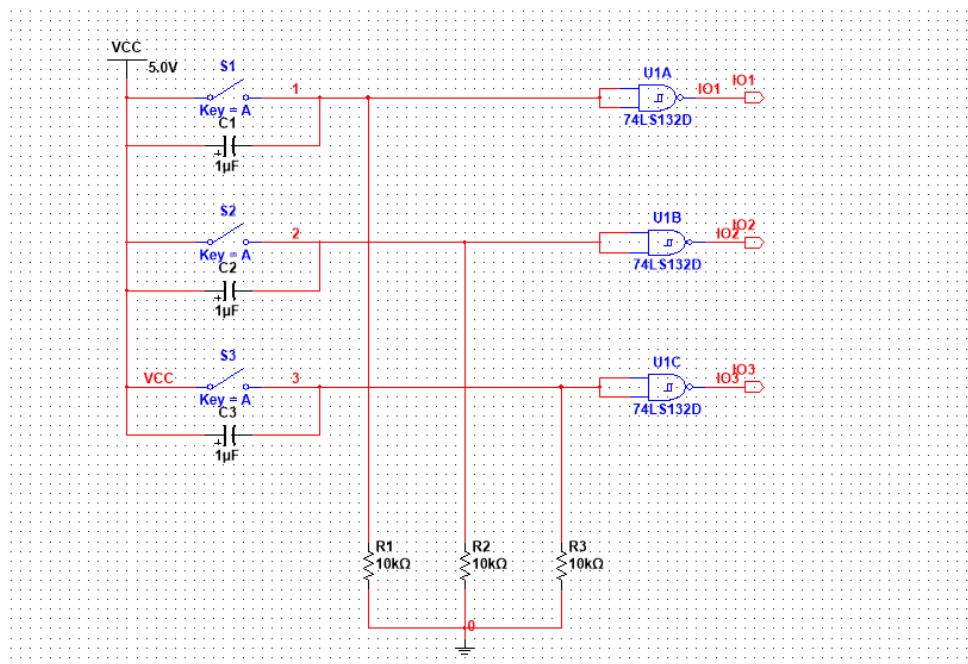 VCC
5.0V
S1
Key = A
C1
1µF
1
U1A
74LS132D
IO1
IO1
S2
Key = A
C2
1µF
2
U1B
74LS132D
IO2
IO2
VCC
S3
Key = A
C3
1µF
3
U1C
74LS132D
IO3
IO3
R1
10kΩ
R2
10kΩ
R3
10kΩ
0